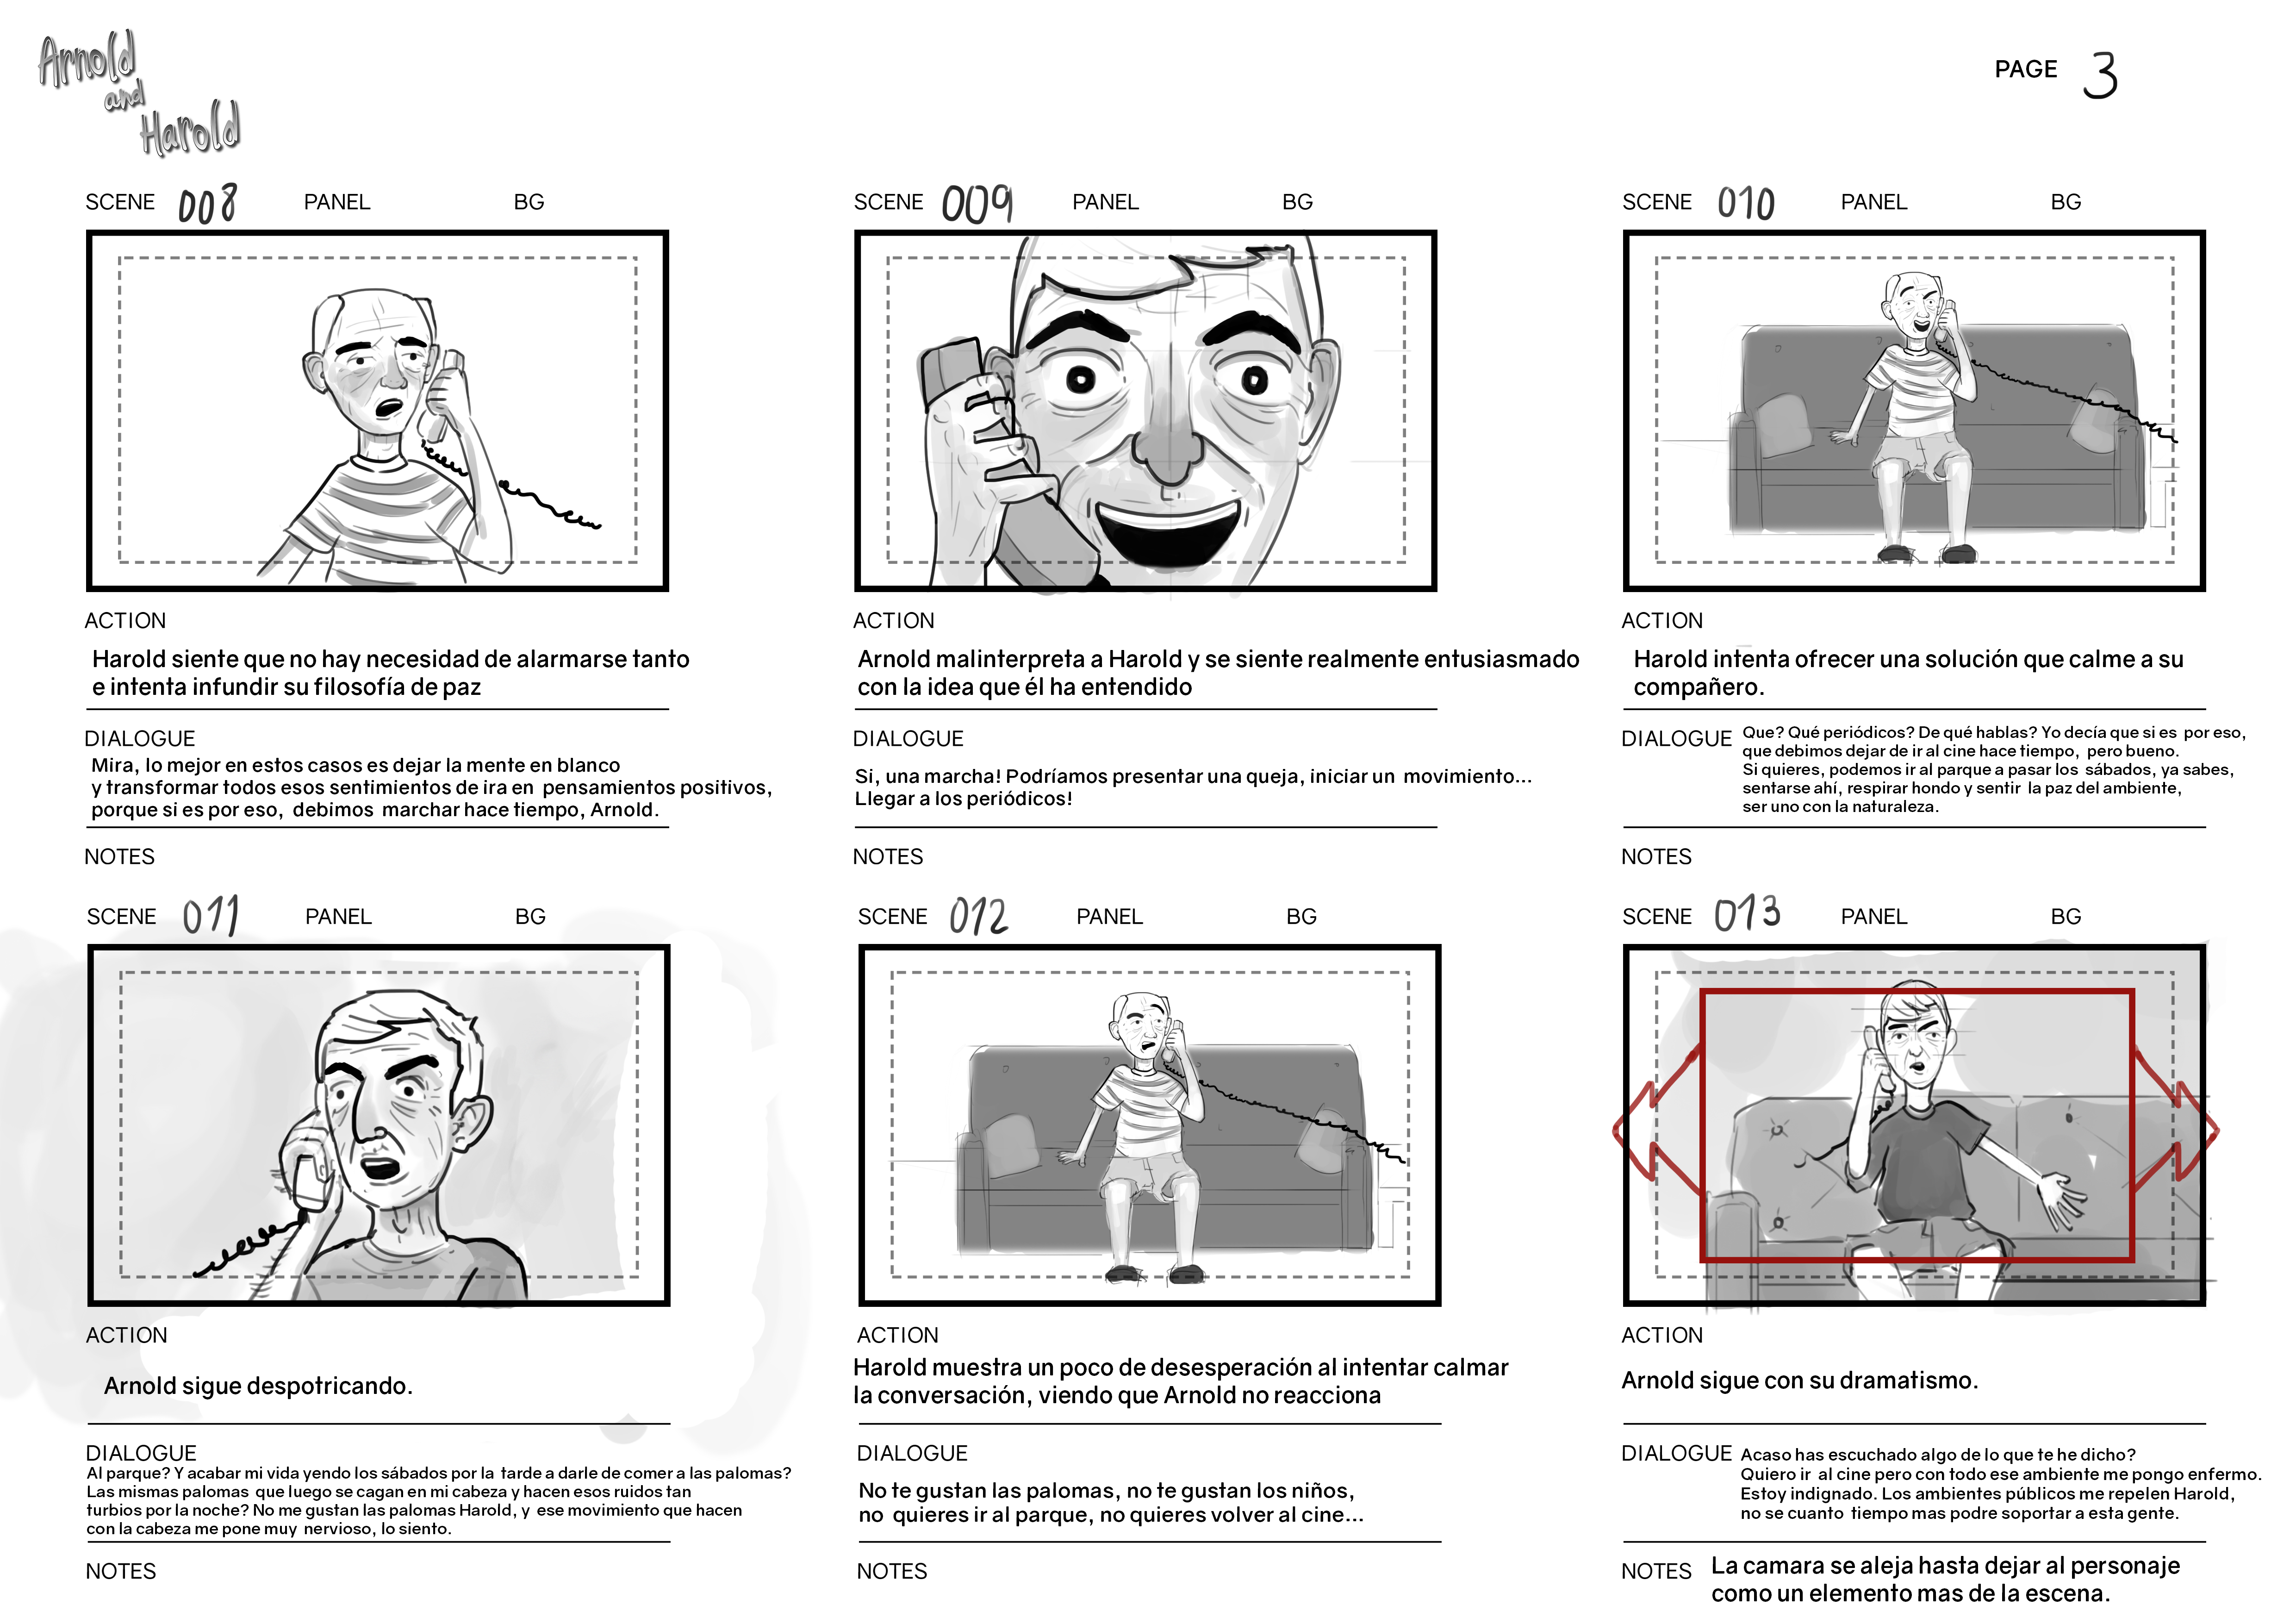 Arnold
and
Harold
PAGE 3
SCENE 008 PANEL BG
ACTION
Harold siente que no hay necesidad de alarmarse tanto
e intenta infundir su filosofía de paz
DIALOGUE
Mira, lo mejor en estos casos es dejar la mente en blanco
y transformar todos esos sentimientos de ira en pensamientos positivos,
porque si es por eso, debimos marchar hace tiempo, Arnold.
NOTES
SCENE 009 PANEL BG
ACTION
Arnold malinterpreta a Harold y se siente realmente entusiasmado
con la idea que él ha entendido
DIALOGUE
Si, una marcha! Podríamos presentar una queja, iniciar un movimiento...
Llegar a los periódicos!
NOTES
SCENE 010 PANEL BG
ACTION
Harold intenta ofrecer una solución que calme a su
compañero.
DIALOGUE
Que? Qué periódicos? De qué hablas? Yo decía que si es por eso,
que debimos dejar de ir al cine hace tiempo, pero bueno.
Si quieres, podemos ir al parque a pasar los sábados, ya sabes,
sentarse ahí, respirar hondo y sentir la paz del ambiente,
ser uno con la naturaleza.
NOTES
SCENE 011 PANEL BG
ACTION
Arnold sigue despotricando.
DIALOGUE
Al parque? Y acabar mi vida yendo los sábados por la tarde a darle de comer a las palomas?
Las mismas palomas que luego se cagan en mi cabeza y hacen esos ruidos tan
turbios por la noche? No me gustan las palomas Harold, y ese movimiento que hacen
con la cabeza me pone muy nervioso, lo siento.
NOTES
SCENE 012 PANEL BG
ACTION
Harold muestra un poco de desesperación al intentar calmar
la conversación, viendo que Arnold no reacciona
DIALOGUE
No te gustan las palomas, no te gustan los niños,
no quieres ir al parque, no quieres volver al cine...
NOTES
SCENE 013 PANEL BG
ACTION
Arnold sigue con su dramatismo.
DIALOGUE
Acaso has escuchado algo de lo que te he dicho?
Quiero ir al cine pero con todo ese ambiente me pongo enfermo.
Estoy indignado. Los ambientes públicos me repelen Harold,
no se cuanto tiempo mas podre soportar a esta gente.
NOTES
La camara se aleja hasta dejar al personaje
como un elemento mas de la escena.